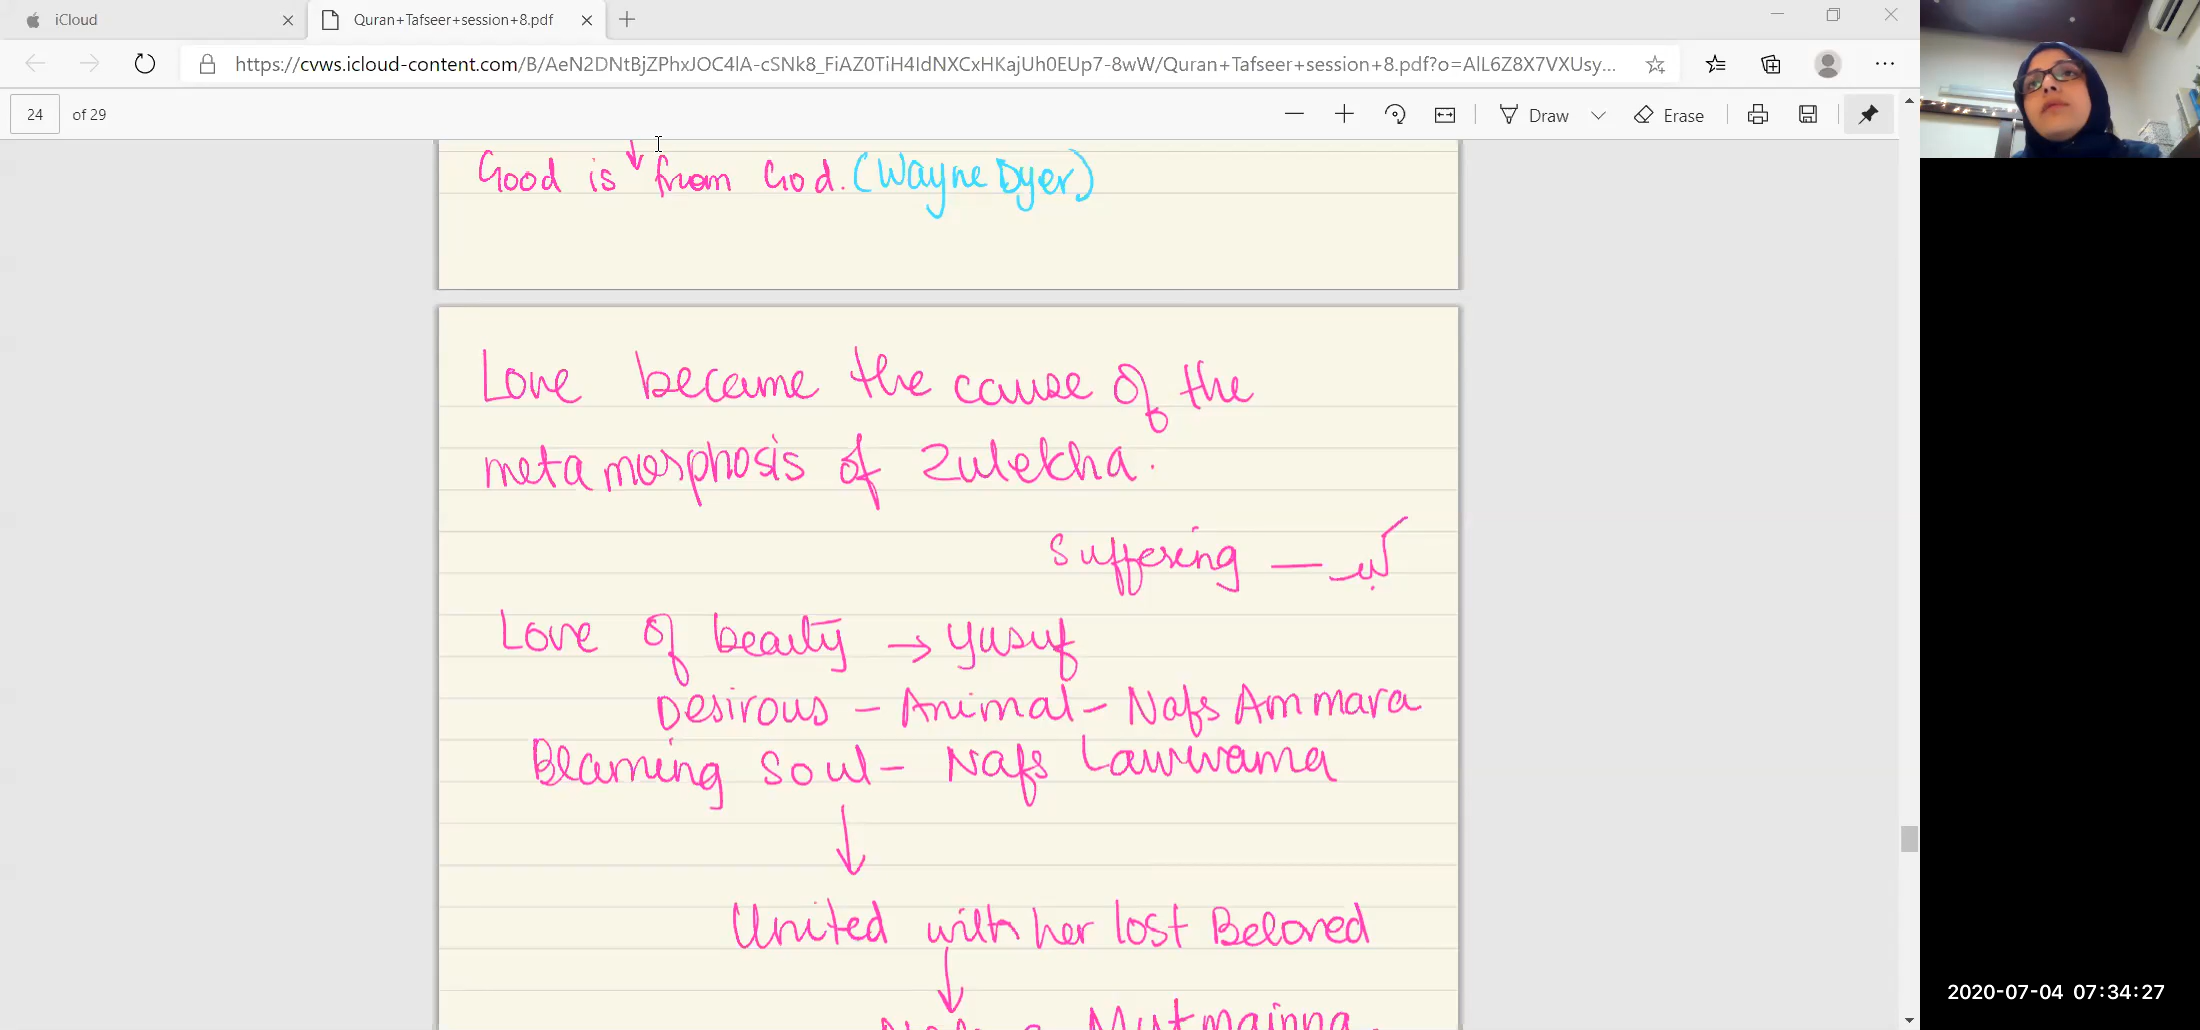 iCloud
Quran+Tafseer+session+8.pdf
https://cvws.icloud-content.com/B/AeN2DNtBjZPhxJOC4lA-cSNk8_FiAZ0TiH4IdNXCxHKajUh0EUp7-8wW/Quran+Tafseer+session+8.pdf?o=AlL6Z8X7VXUsy...
24 of 29
Draw
Erase
Good is from God. (Wayne Dyer)
Love became the cause of the
metamorphosis of Zulekha.
Suffering —
Love of beauty → Yusuf
Desirous - Animal - Nafs Ammara
Blaming Soul - Nafs Lawwama
United with her lost Beloved
Mutmainna.
2020-07-04 07:34:27